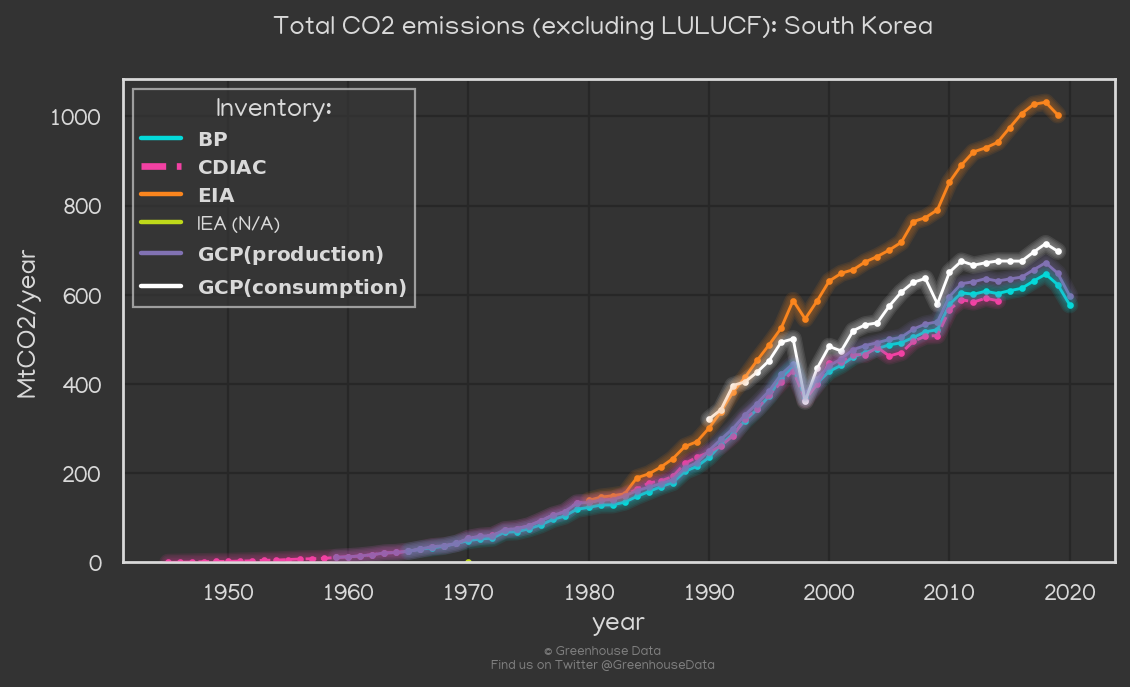 Total CO2 emissions (excluding LULUCF): South Korea
Inventory:
BP
CDIAC
EIA
IEA (N/A)
GCP(production)
GCP(consumption)
MtCO2/year
1000
800
600
400
200
0
1950 1960 1970 1980 1990 2000 2010 2020
year
© Greenhouse Data
Find us on Twitter @GreenhouseData